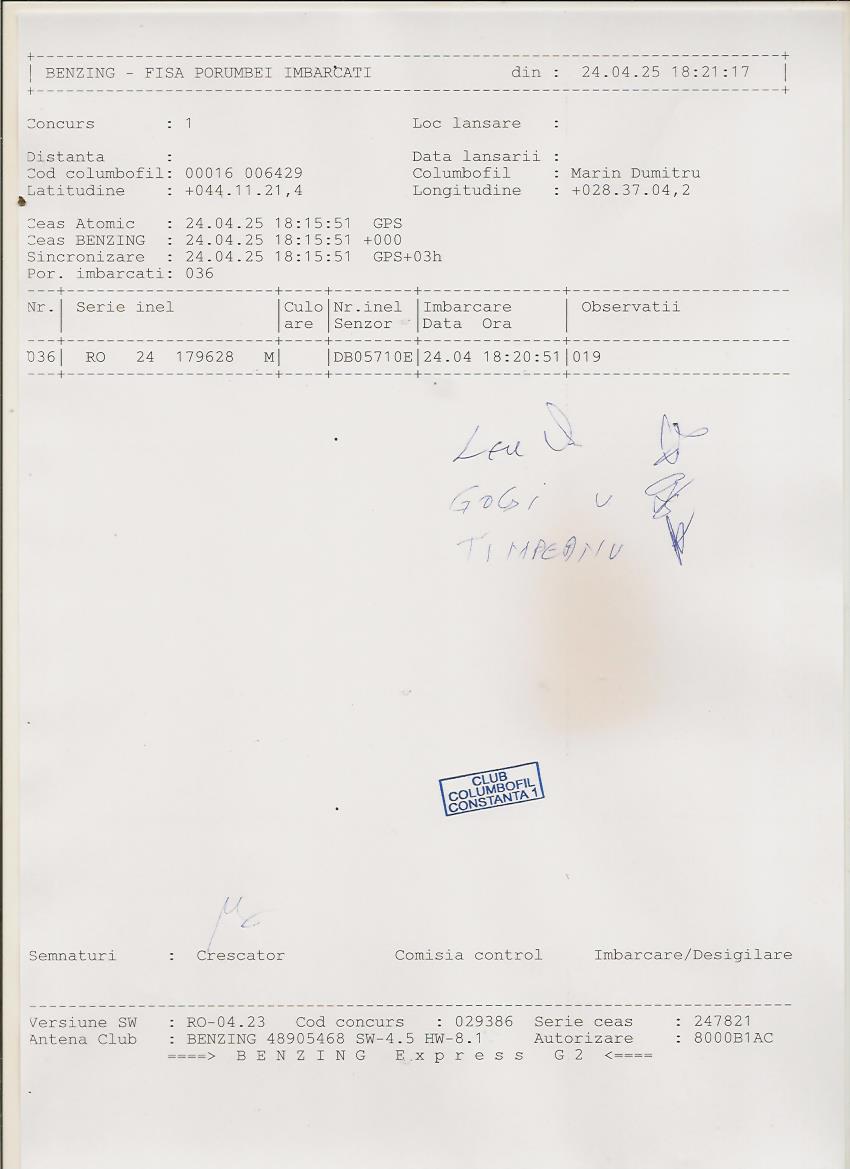 BENZING - FISA PORUMBEI IMBARCATI din : 24.04.25 18:21:17
Concurs : 1 Loc lansare :
Distanta : Data lansarii :
Cod columbofil: 00016 006429 Columbofil : Marin Dumitru
Latitudine : +044.11.21,4 Longitudine : +028.37.04,2
Ceas Atomic : 24.04.25 18:15:51 GPS
Ceas BENZING : 24.04.25 18:15:51 +000
Sincronizare : 24.04.25 18:15:51 GPS+03h
Por. imbarcati: 036
Nr.| Serie inel |Culo|Nr.inel |Imbarcare | Observatii
| |are |Senzor |Data Ora |
036| RO 24 179628 M| |DB05710E|24.04 18:20:51|019
LEU
GOGI
CLUB
COLUMBOFIL
CONSTANTA 1
Semnaturi : Crescator Comisia control Imbarcare/Desigilare
Versiune SW : RO-04.23 Cod concurs : 029386 Serie ceas : 247821
Antena Club : BENZING 48905468 SW-4.5 HW-8.1 Autorizare : 8000B1AC
====> B E N Z I N G E x p r e s s G 2 <====